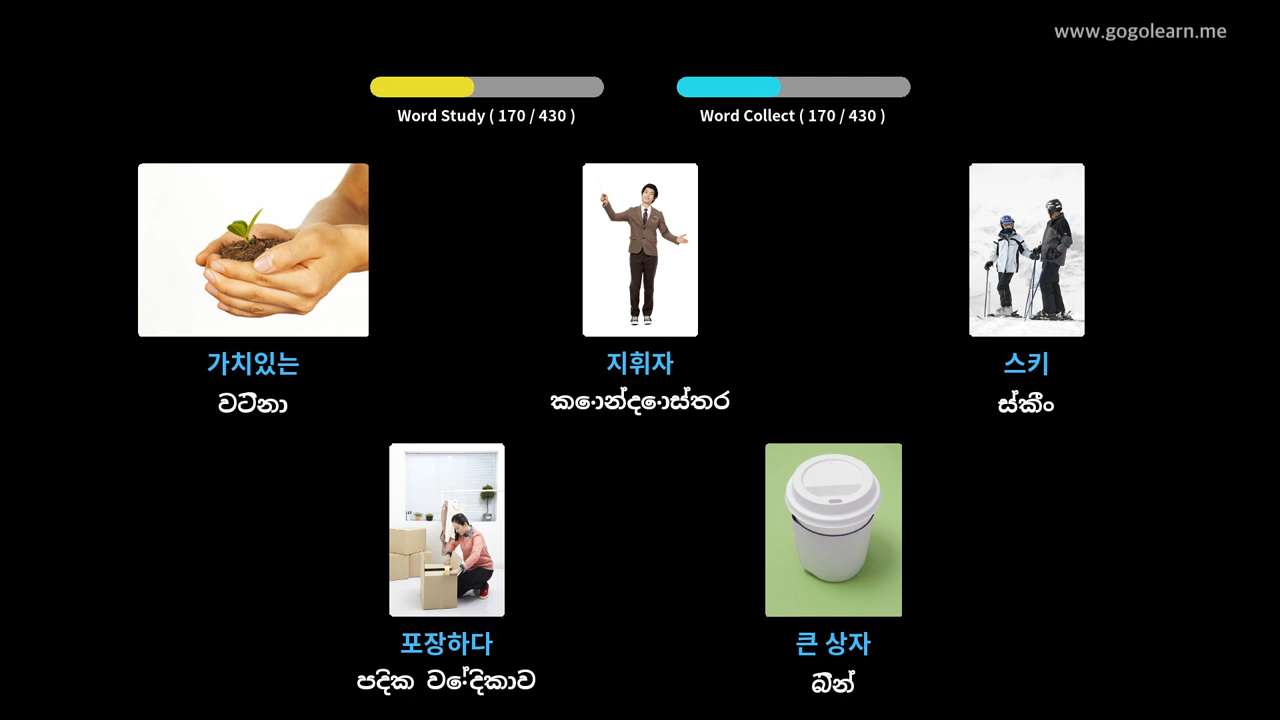 www.gogolearn.me
Word Study ( 170 / 430 )
Word Collect ( 170 / 430 )
가치있는
වටිනා
지휘자
කොන්දොස්තර
스키
ස්කීං
포장하다
පදික වේදිකාව
큰 상자
බින්